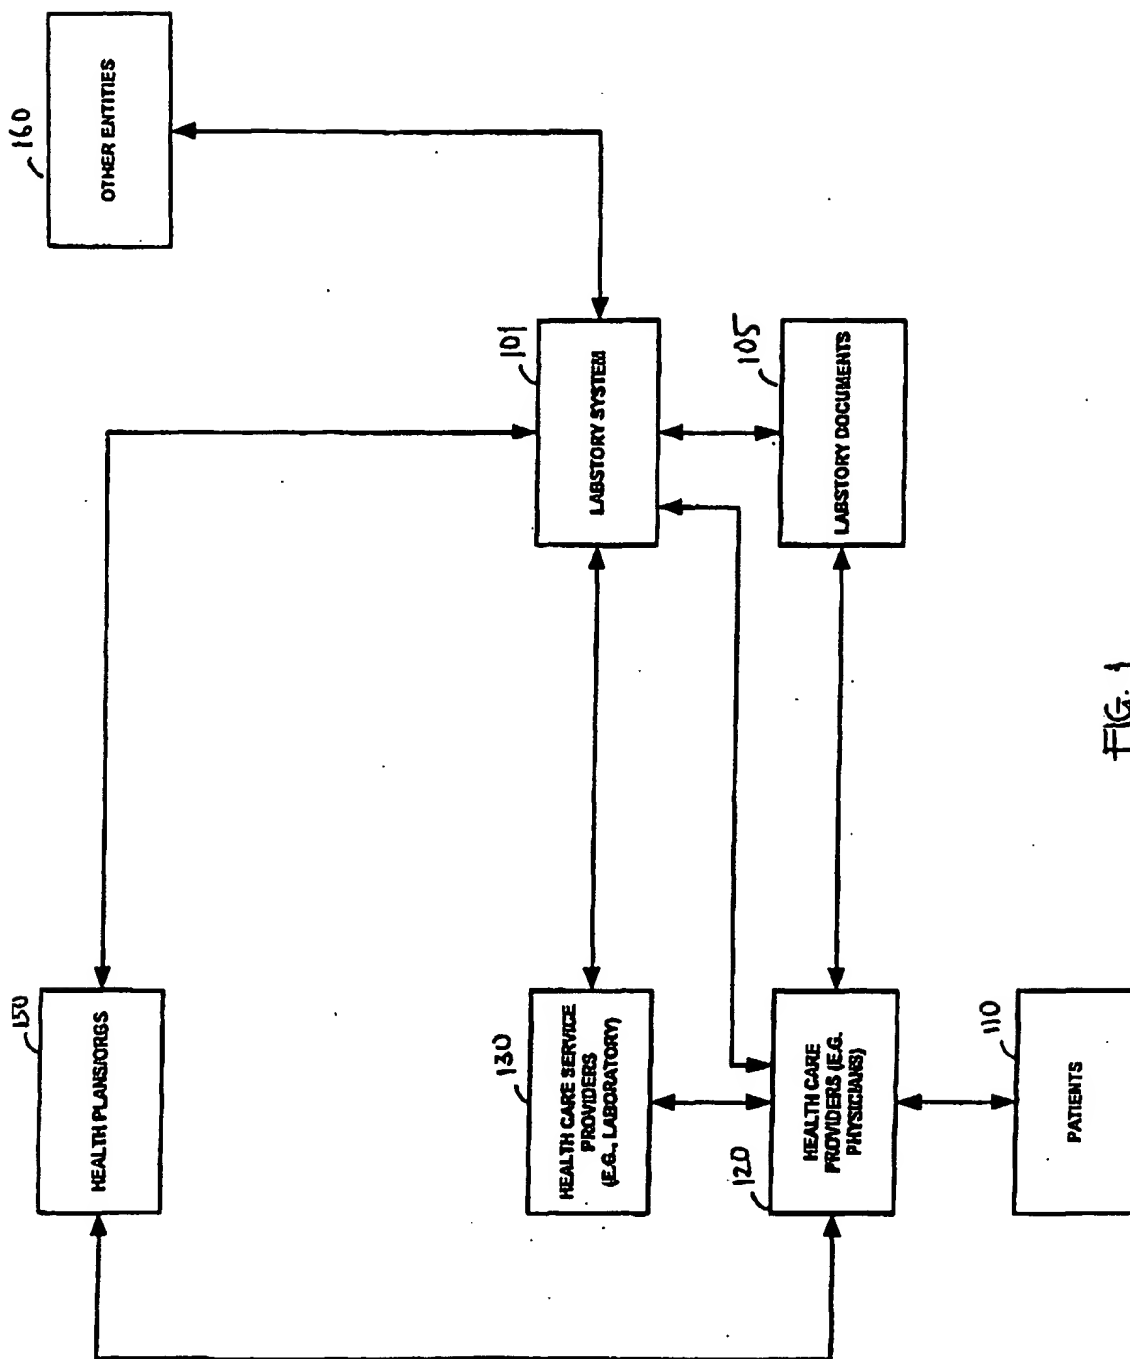 160
OTHER ENTITIES
101
LABSTORY SYSTEM
105
LABSTORY DOCUMENTS
150
HEALTH PLANS/ORGS
130
HEALTH CARE SERVICE
PROVIDERS
(E.G., LABORATORY)
120
HEALTH CARE
PROVIDERS (E.G.
PHYSICIANS)
110
PATIENTS
FIG. 1